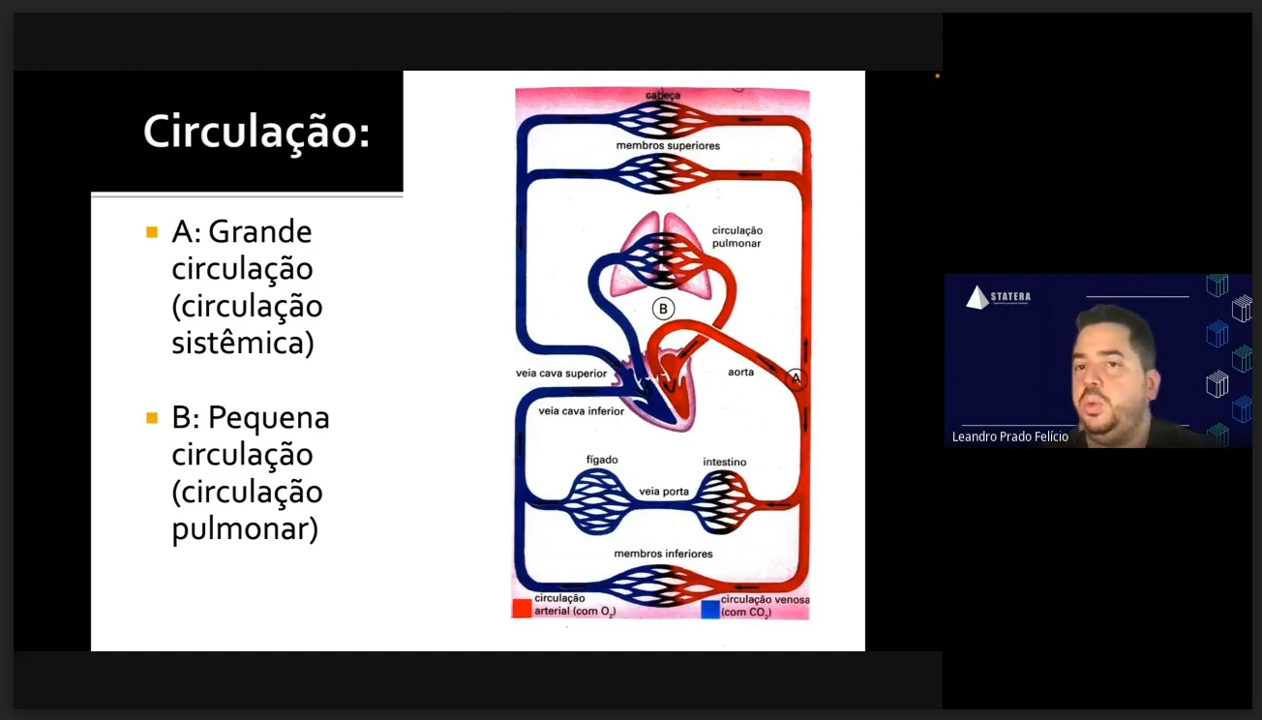 Circulação:
A: Grande
circulação
(circulação
sistêmica)
B: Pequena
circulação
(circulação
pulmonar)
cabeça
membros superiores
circulação
pulmonar
B
veia cava superior
aorta
A
veia cava inferior
fígado
intestino
veia porta
membros inferiores
circulação
arterial (com O₂)
circulação venosa
(com CO₂)
STATERA
Leandro Prado Felício